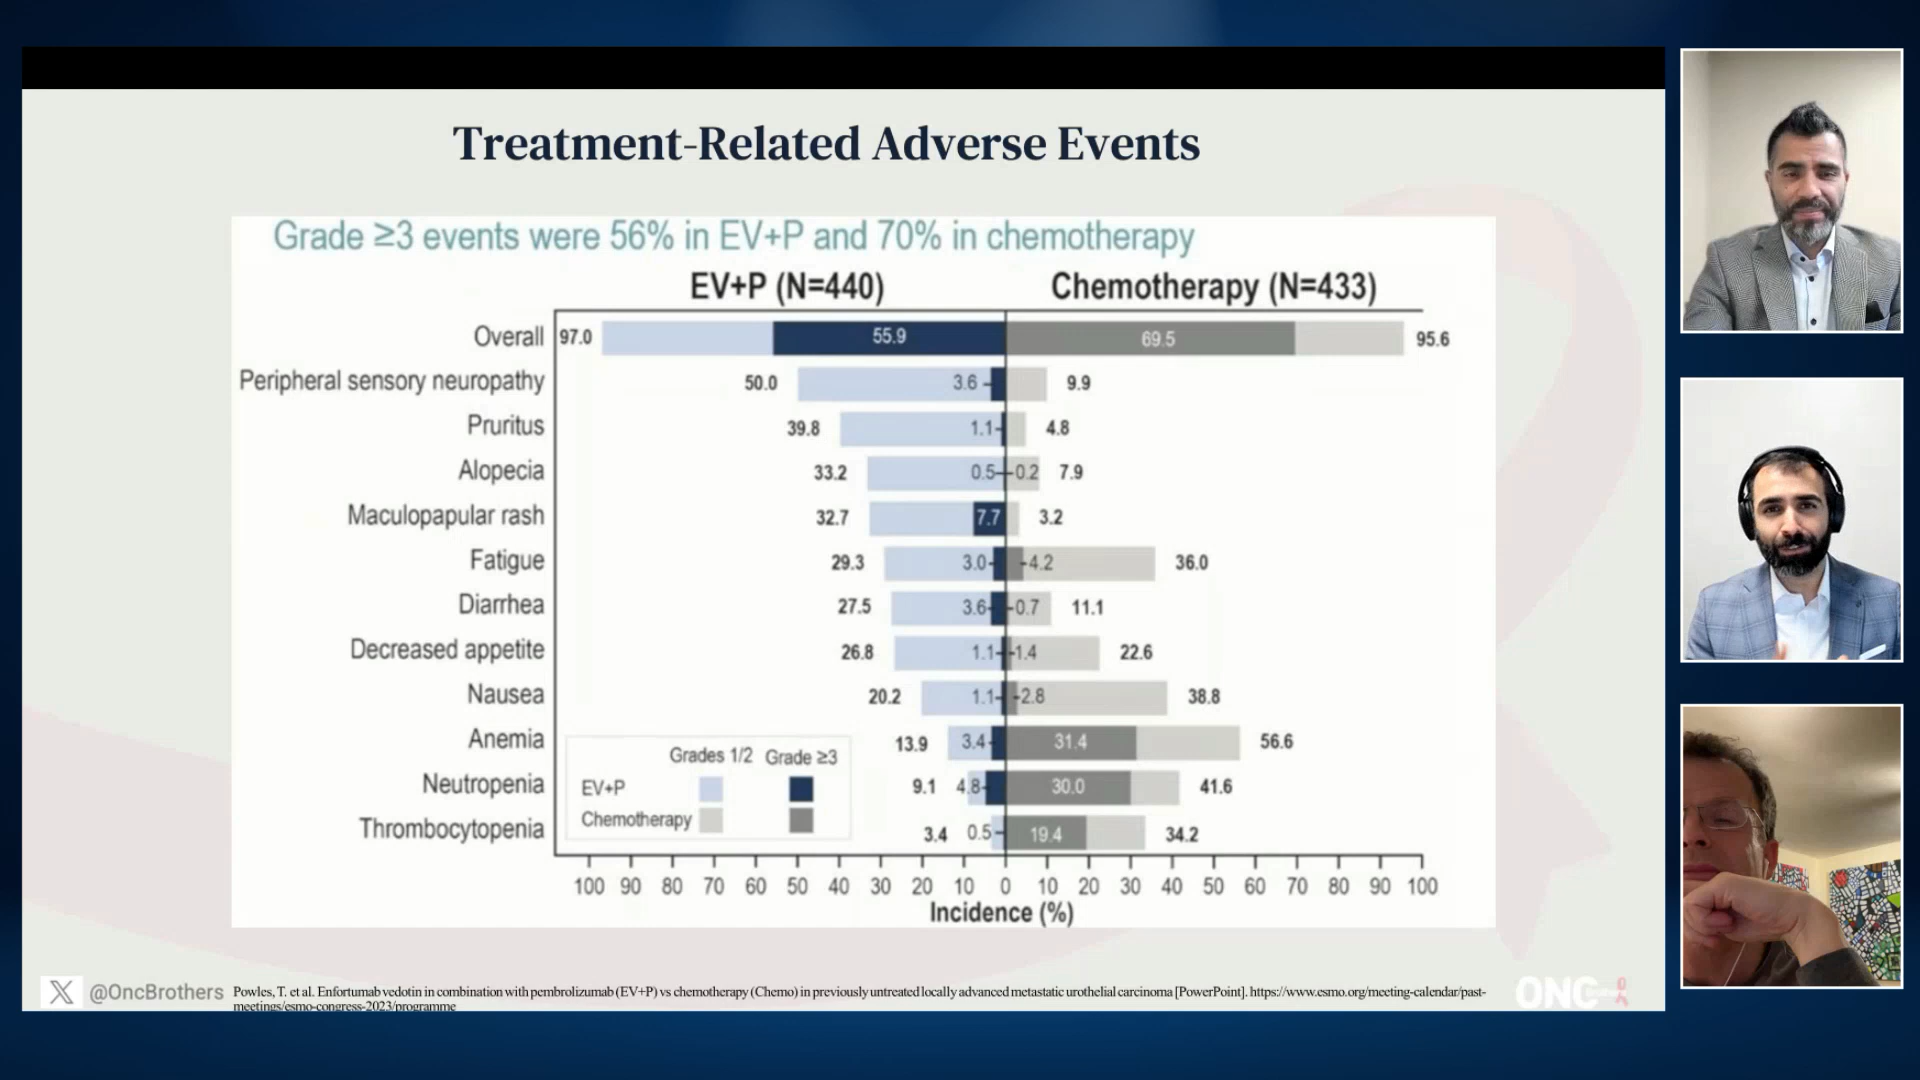 Treatment-Related Adverse Events
Grade ≥3 events were 56% in EV+P and 70% in chemotherapy
EV+P (N=440) Chemotherapy (N=433)
Overall 97.0 55.9 69.5 95.6
Peripheral sensory neuropathy 50.0 3.6 9.9
Pruritus 39.8 1.1 4.8
Alopecia 33.2 0.5 0.2 7.9
Maculopapular rash 32.7 7.7 3.2
Fatigue 29.3 3.0 4.2 36.0
Diarrhea 27.5 3.6 0.7 11.1
Decreased appetite 26.8 1.1 1.4 22.6
Nausea 20.2 1.1 2.8 38.8
Anemia 13.9 3.4 31.4 56.6
Neutropenia 9.1 4.8 30.0 41.6
Thrombocytopenia 3.4 0.5 19.4 34.2
Grades 1/2 Grade ≥3
EV+P
Chemotherapy
100 90 80 70 60 50 40 30 20 10 0 10 20 30 40 50 60 70 80 90 100
Incidence (%)
X @OncBrothers
Powles, T. et al. Enfortumab vedotin in combination with pembrolizumab (EV+P) vs chemotherapy (Chemo) in previously untreated locally advanced metastatic urothelial carcinoma [PowerPoint]. https://www.esmo.org/meeting-calendar/past-
meetings/esmo-congress-2023/programme
ONC